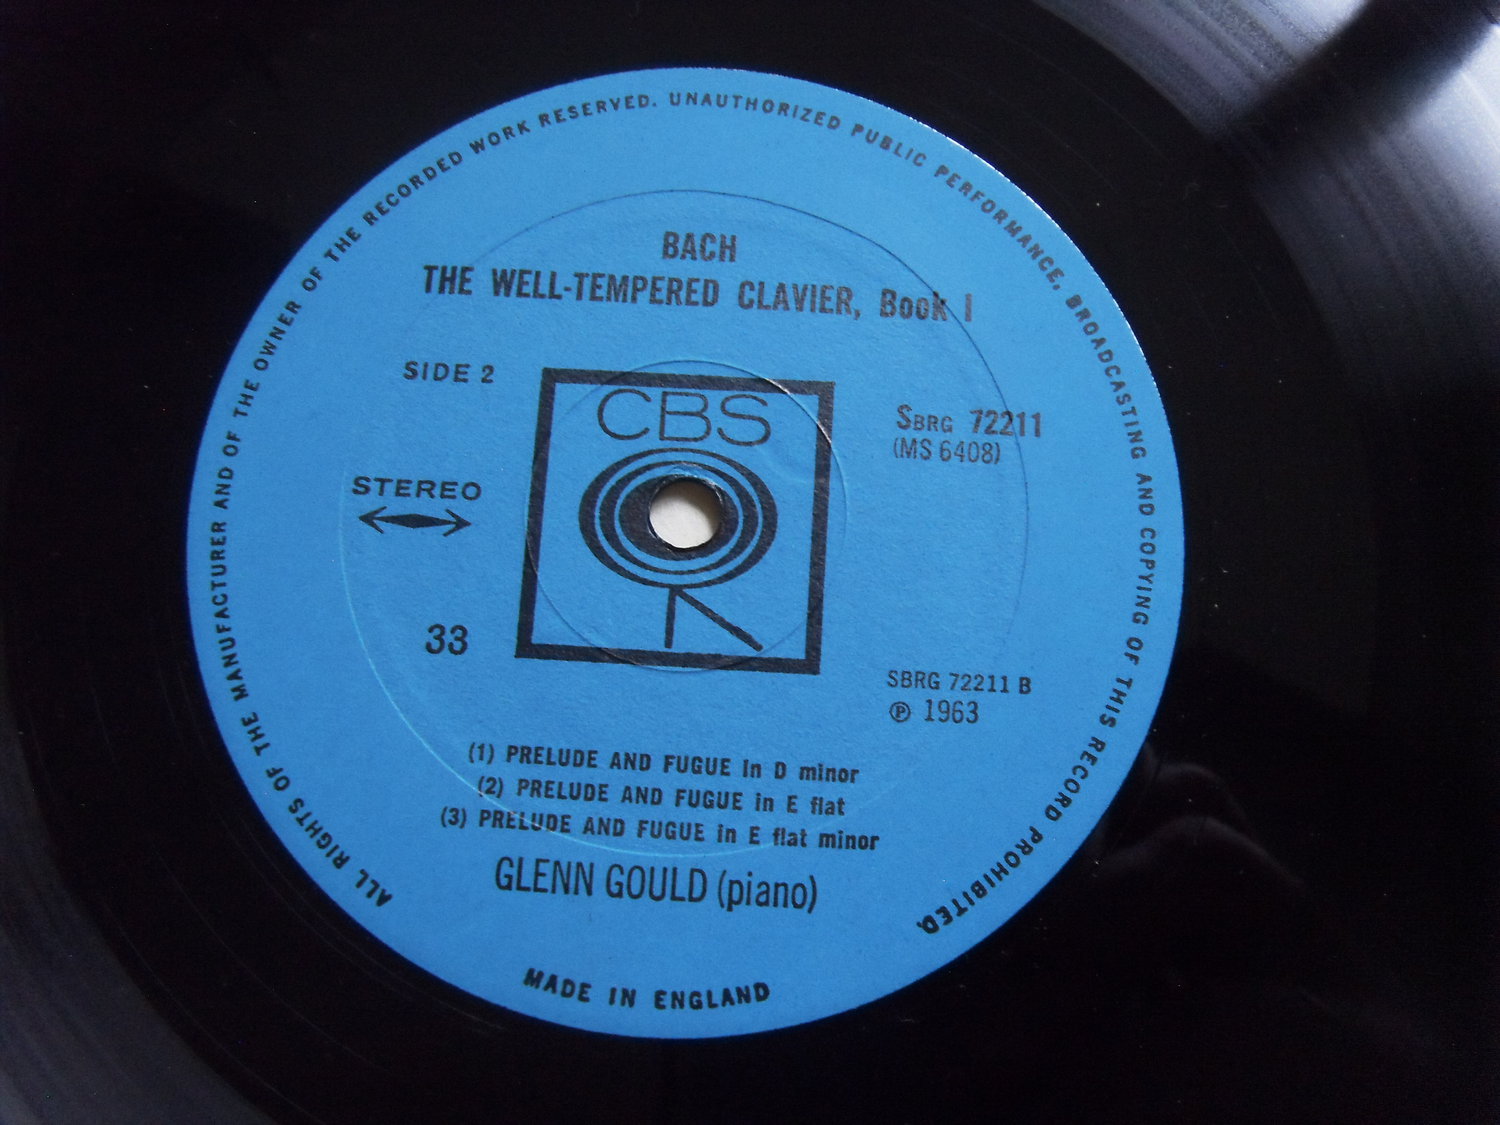 ALL RIGHTS OF THE MANUFACTURER AND OF THE OWNER OF THE RECORDED WORK RESERVED. UNAUTHORIZED PUBLIC PERFORMANCE, BROADCASTING AND COPYING OF THIS RECORD PROHIBITED.
BACH
THE WELL-TEMPERED CLAVIER, Book I
SIDE 2
CBS
SBRG 72211
(MS 6408)
STEREO
33
SBRG 72211 B
℗ 1963
(1) PRELUDE AND FUGUE in D minor
(2) PRELUDE AND FUGUE in E flat
(3) PRELUDE AND FUGUE in E flat minor
GLENN GOULD (piano)
MADE IN ENGLAND